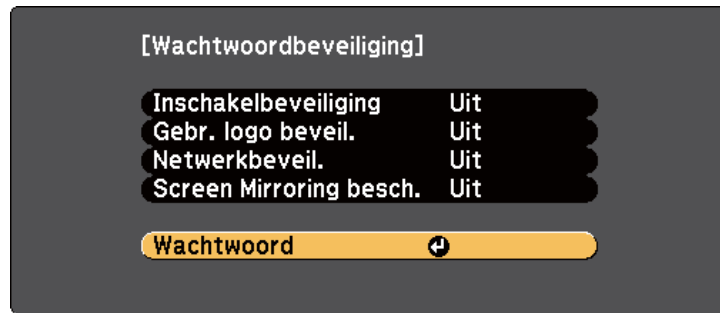 [Wachtwoordbeveiliging]
Inschakelbeveiliging Uit
Gebr. logo beveil. Uit
Netwerkbeveil. Uit
Screen Mirroring besch. Uit
Wachtwoord